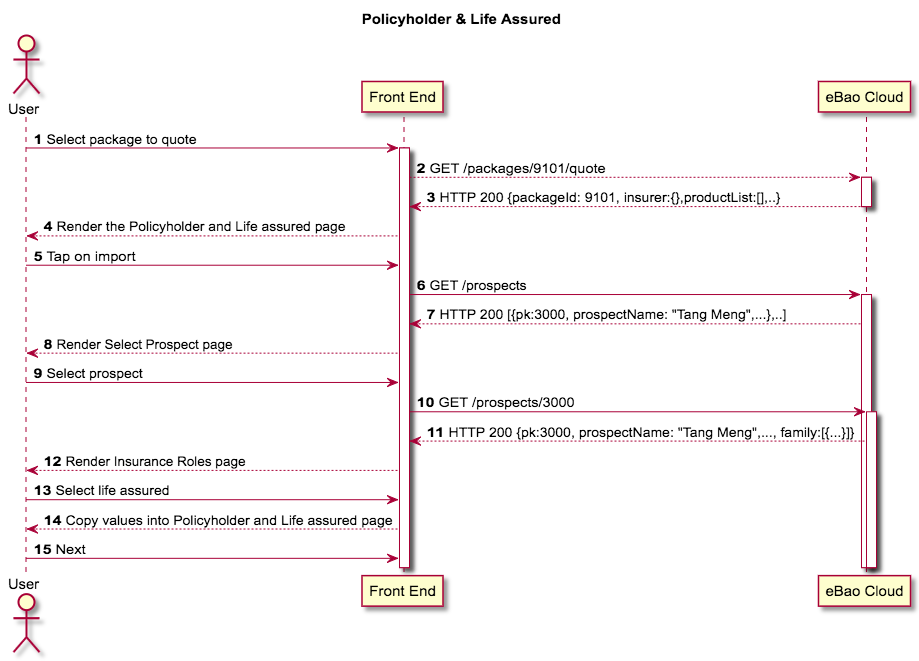 Policyholder & Life Assured
User
Front End
eBao Cloud
1 Select package to quote
2 GET /packages/9101/quote
3 HTTP 200 {packageId: 9101, insurer:{},productList:[],..}
4 Render the Policyholder and Life assured page
5 Tap on import
6 GET /prospects
7 HTTP 200 [{pk:3000, prospectName: "Tang Meng",...},..]
8 Render Select Prospect page
9 Select prospect
10 GET /prospects/3000
11 HTTP 200 {pk:3000, prospectName: "Tang Meng",..., family:[{...}]}
12 Render Insurance Roles page
13 Select life assured
14 Copy values into Policyholder and Life assured page
15 Next
User
Front End
eBao Cloud